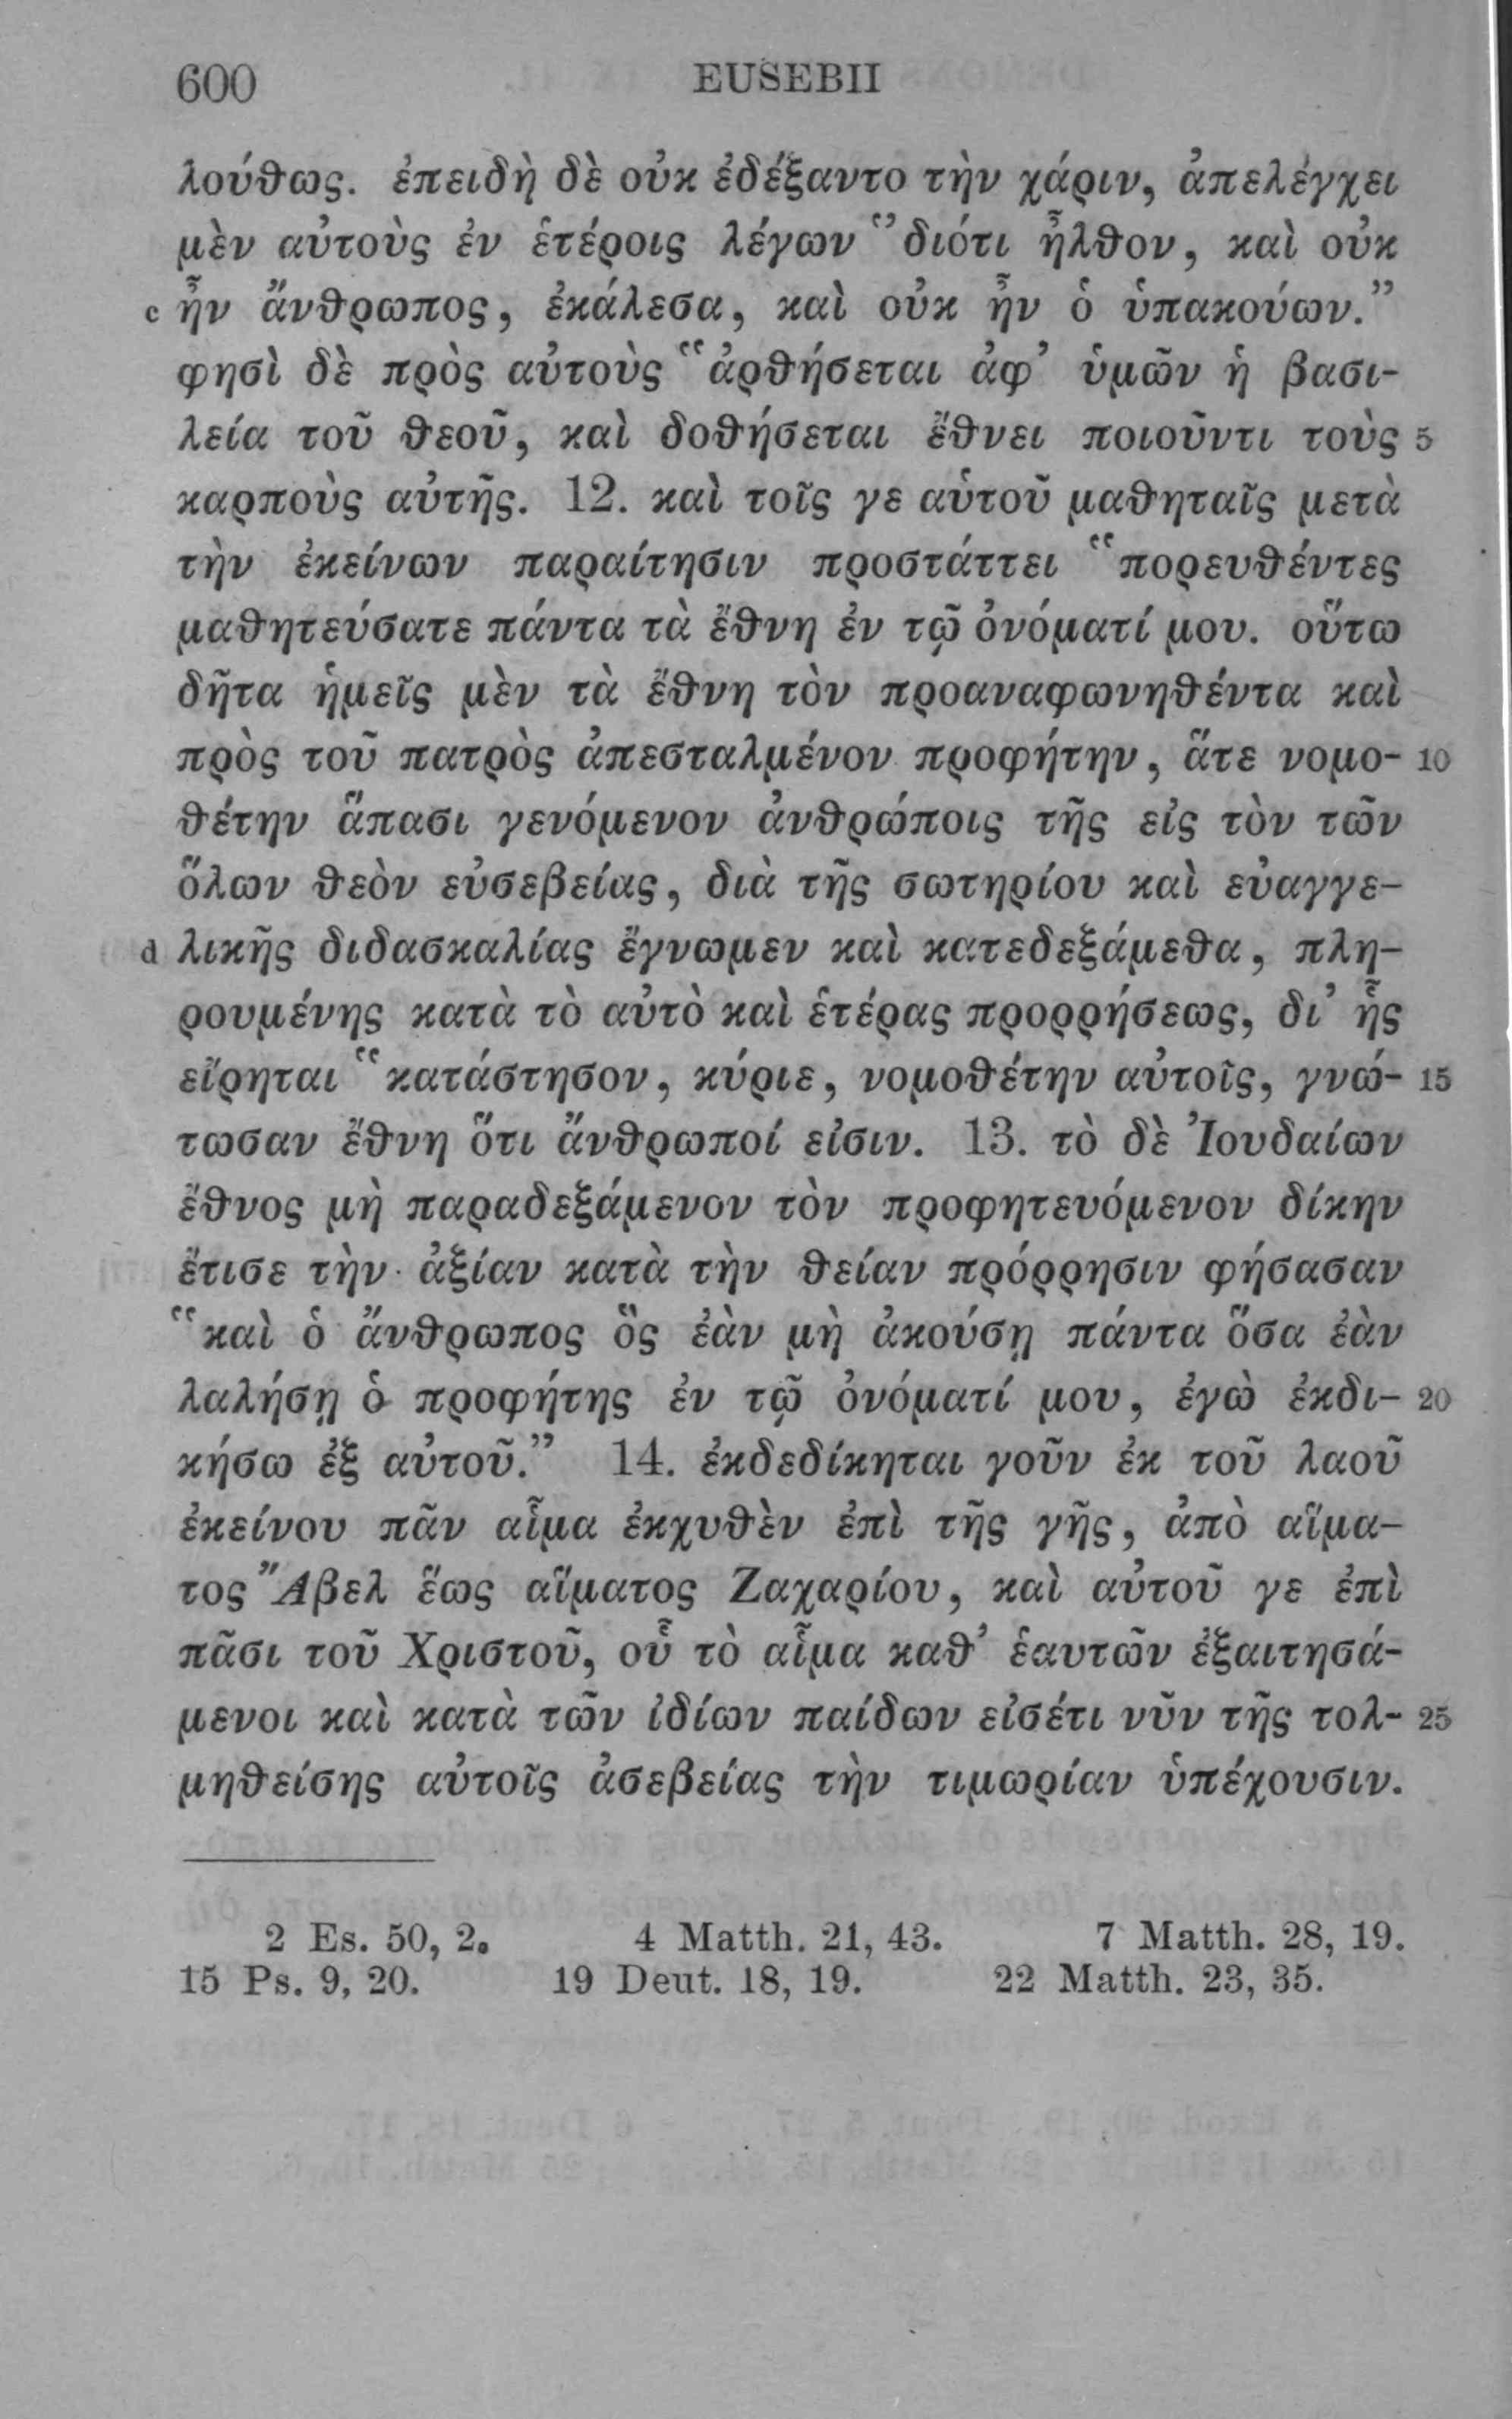 600 EUSEBII
λούθως. ἐπειδὴ δὲ οὐκ ἐδέξαντο τὴν χάριν, ἀπελέγχει
μὲν αὐτοὺς ἐν ἑτέροις λέγων “διότι ἦλθον, καὶ οὐκ
c ἦν ἄνθρωπος, ἐκάλεσα, καὶ οὐκ ἦν ὁ ὑπακούων.”
φησὶ δὲ πρὸς αὐτοὺς “ἀρθήσεται ἀφ’ ὑμῶν ἡ βασι-
λεία τοῦ θεοῦ, καὶ δοθήσεται ἔθνει ποιοῦντι τοὺς 5
καρποὺς αὐτῆς. 12. καὶ τοῖς γε αὑτοῦ μαθηταῖς μετὰ
τὴν ἐκείνων παραίτησιν προστάττει “πορευθέντες
μαθητεύσατε πάντα τὰ ἔθνη ἐν τῷ ὀνόματί μου. οὕτω
δῆτα ἡμεῖς μὲν τὰ ἔθνη τὸν προαναφωνηθέντα καὶ
πρὸς τοῦ πατρὸς ἀπεσταλμένον προφήτην, ἅτε νομο- 10
θέτην ἅπασι γενόμενον ἀνθρώποις τῆς εἰς τὸν τῶν
ὅλων θεὸν εὐσεβείας, διὰ τῆς σωτηρίου καὶ εὐαγγε-
d λικῆς διδασκαλίας ἔγνωμεν καὶ κατεδεξάμεθα, πλη-
ρουμένης κατὰ τὸ αὐτὸ καὶ ἑτέρας προρρήσεως, δι’ ἧς
εἴρηται “κατάστησον, κύριε, νομοθέτην αὐτοῖς, γνώ- 15
τωσαν ἔθνη ὅτι ἄνθρωποί εἰσιν. 13. τὸ δὲ Ἰουδαίων
ἔθνος μὴ παραδεξάμενον τὸν προφητευόμενον δίκην
ἔτισε τὴν ἀξίαν κατὰ τὴν θείαν πρόρρησιν φήσασαν
“καὶ ὁ ἄνθρωπος ὃς ἐὰν μὴ ἀκούσῃ πάντα ὅσα ἐὰν
λαλήσῃ ὁ προφήτης ἐν τῷ ὀνόματί μου, ἐγὼ ἐκδι- 20
κήσω ἐξ αὐτοῦ.” 14. ἐκδεδίκηται γοῦν ἐκ τοῦ λαοῦ
ἐκείνου πᾶν αἷμα ἐκχυθὲν ἐπὶ τῆς γῆς, ἀπὸ αἵμα-
τος Ἄβελ ἕως αἵματος Ζαχαρίου, καὶ αὐτοῦ γε ἐπὶ
πᾶσι τοῦ Χριστοῦ, οὗ τὸ αἷμα καθ’ ἑαυτῶν ἐξαιτησά-
μενοι καὶ κατὰ τῶν ἰδίων παίδων εἰσέτι νῦν τῆς τολ- 25
μηθείσης αὐτοῖς ἀσεβείας τὴν τιμωρίαν ὑπέχουσιν.
2 Es. 50, 2. 4 Matth. 21, 43. 7 Matth. 28, 19.
15 Ps. 9, 20. 19 Deut. 18, 19. 22 Matth. 23, 35.